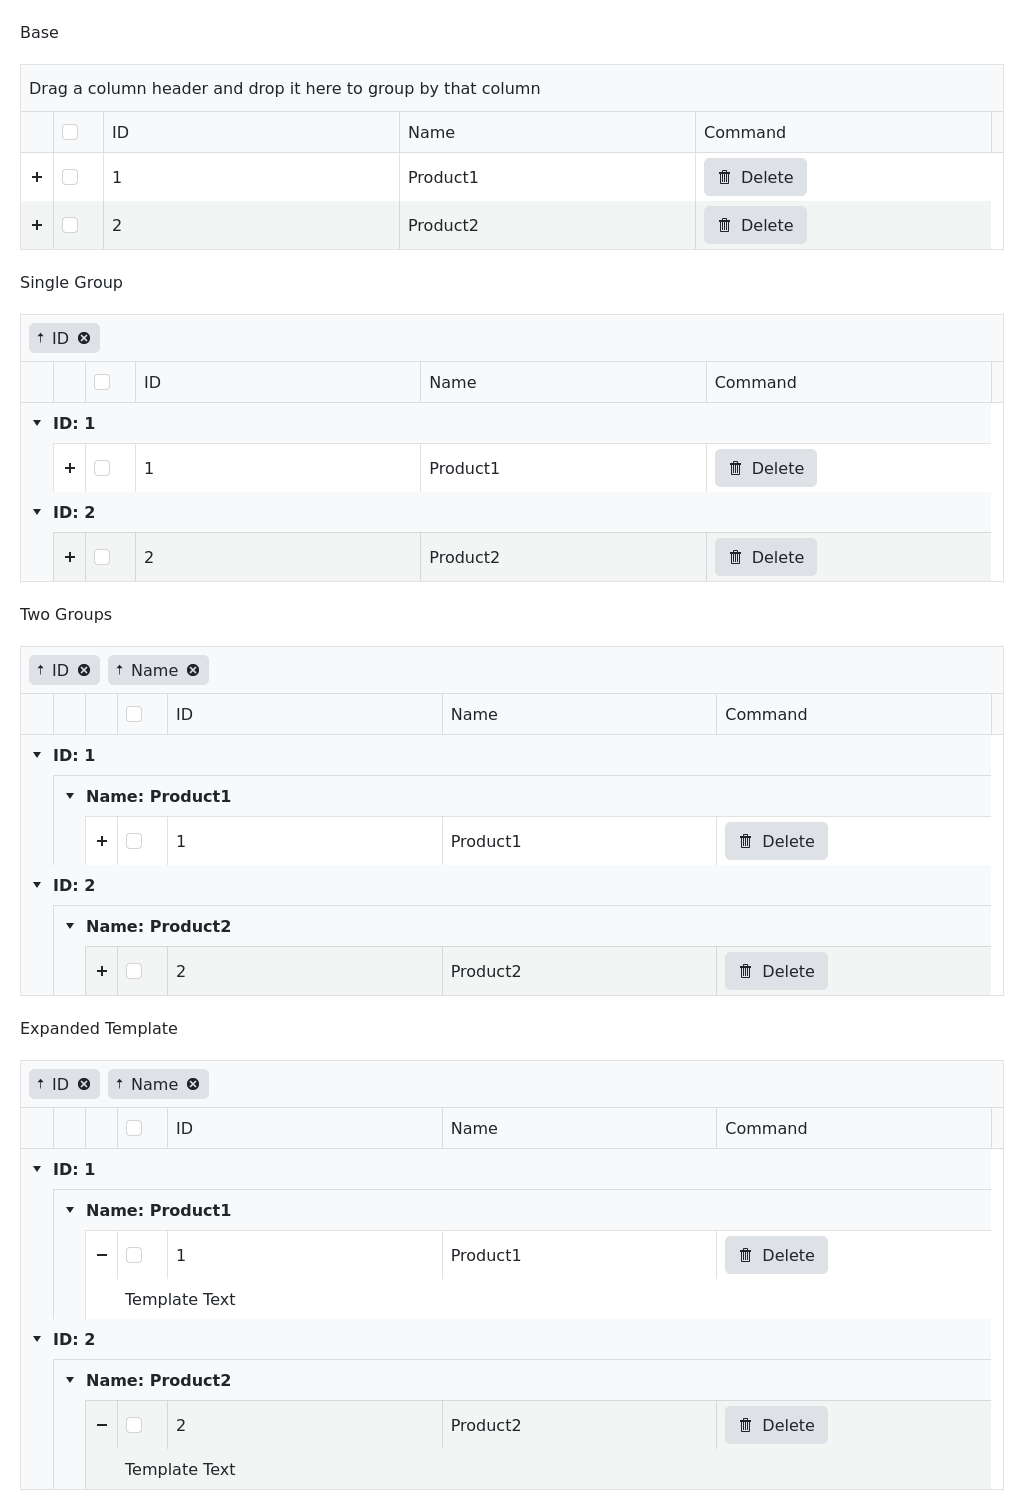 Base
Drag a column header and drop it here to group by that column
ID Name Command
1 Product1 Delete
2 Product2 Delete
Single Group
ID
ID Name Command
ID: 1
1 Product1 Delete
ID: 2
2 Product2 Delete
Two Groups
ID Name
ID Name Command
ID: 1
Name: Product1
1 Product1 Delete
ID: 2
Name: Product2
2 Product2 Delete
Expanded Template
ID Name
ID Name Command
ID: 1
Name: Product1
1 Product1 Delete
Template Text
ID: 2
Name: Product2
2 Product2 Delete
Template Text